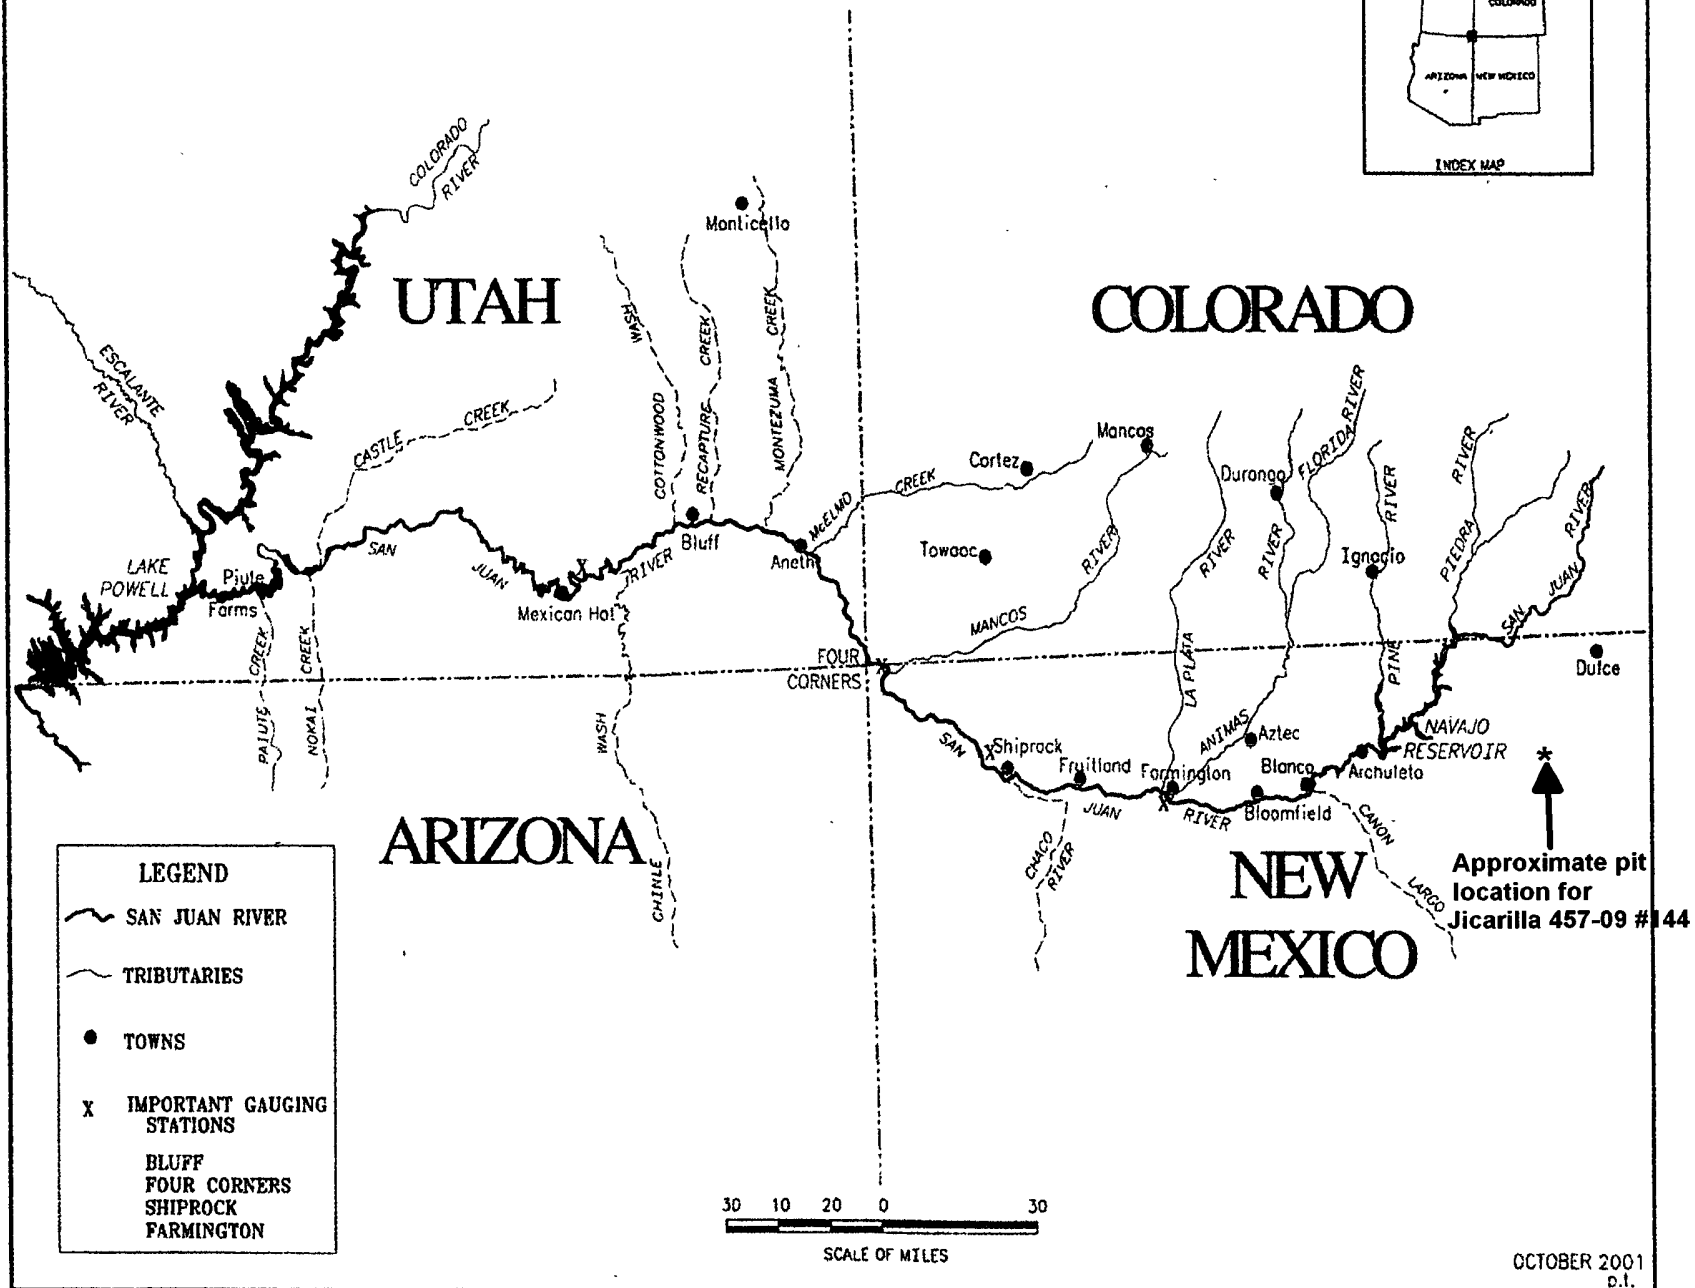 COLORADO
ARIZONA
NEW MEXICO
INDEX MAP
COLORADO
RIVER
Monticello
UTAH
COLORADO
ESCALANTE
RIVER
CASTLE
CREEK
WASH
COTTONWOOD
RECAPTURE
CREEK
MONTEZUMA
CREEK
McELMO
CREEK
Cortez
Mancos
Durango
FLORIDA
RIVER
RIVER
RIVER
PIEDRA
RIVER
RIVER
SAN
JUAN
LAKE
POWELL
Piute
Farms
SAN
JUAN
RIVER
Mexican Hat
Bluff
Aneth
Towaoc
RIVER
MANCOS
RIVER
LA PLATA
Ignacio
PINE
Dulce
FOUR
CORNERS
PAIUTE
CREEK
NOKAI
CREEK
WASH
CHINLE
SAN
Shiprock
Fruitland
Farmington
ANIMAS
Aztec
Blanco
Bloomfield
Archuleta
NAVAJO
RESERVOIR
JUAN
RIVER
CHACO
RIVER
CANON
LARGO
*
ARIZONA
NEW
MEXICO
Approximate pit
location for
Jicarilla 457-09 #144
LEGEND
SAN JUAN RIVER
TRIBUTARIES
TOWNS
X IMPORTANT GAUGING
STATIONS
BLUFF
FOUR CORNERS
SHIPROCK
FARMINGTON
30 10 20 0 30
SCALE OF MILES
OCTOBER 2001
p.t.